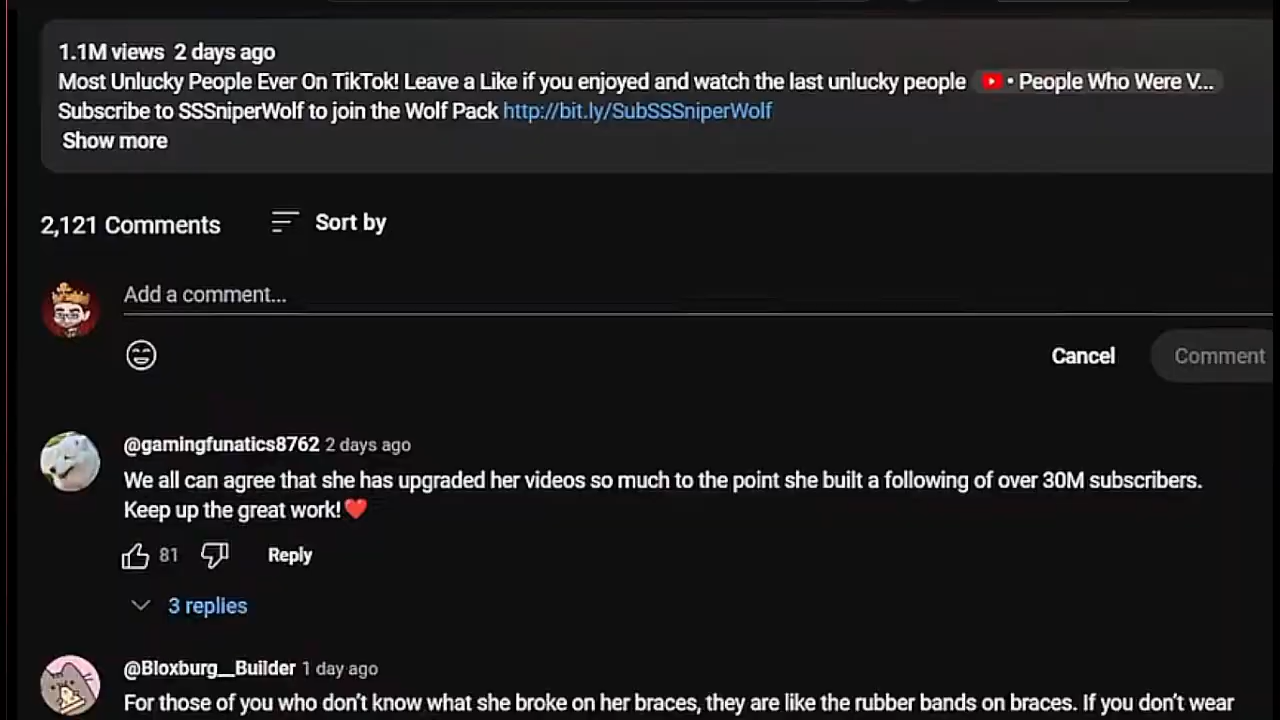 1.1M views 2 days ago
Most Unlucky People Ever On TikTok! Leave a Like if you enjoyed and watch the last unlucky people • People Who Were V...
Subscribe to SSSniperWolf to join the Wolf Pack http://bit.ly/SubSSSniperWolf
Show more
2,121 Comments Sort by
Add a comment...
Cancel Comment
@gamingfunatics8762 2 days ago
We all can agree that she has upgraded her videos so much to the point she built a following of over 30M subscribers.
Keep up the great work!❤️
81 Reply
3 replies
@Bloxburg__Builder 1 day ago
For those of you who don't know what she broke on her braces, they are like the rubber bands on braces. If you don't wear